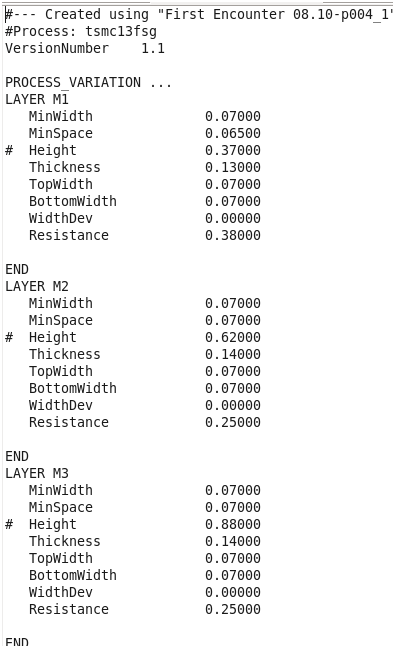 #--- Created using "First Encounter 08.10-p004_1"
#Process: tsmc13fsg
VersionNumber    1.1

PROCESS_VARIATION ...
LAYER M1
   MinWidth              0.07000
   MinSpace              0.06500
#  Height                0.37000
   Thickness             0.13000
   TopWidth              0.07000
   BottomWidth           0.07000
   WidthDev              0.00000
   Resistance            0.38000

END
LAYER M2
   MinWidth              0.07000
   MinSpace              0.07000
#  Height                0.62000
   Thickness             0.14000
   TopWidth              0.07000
   BottomWidth           0.07000
   WidthDev              0.00000
   Resistance            0.25000

END
LAYER M3
   MinWidth              0.07000
   MinSpace              0.07000
#  Height                0.88000
   Thickness             0.14000
   TopWidth              0.07000
   BottomWidth           0.07000
   WidthDev              0.00000
   Resistance            0.25000

END